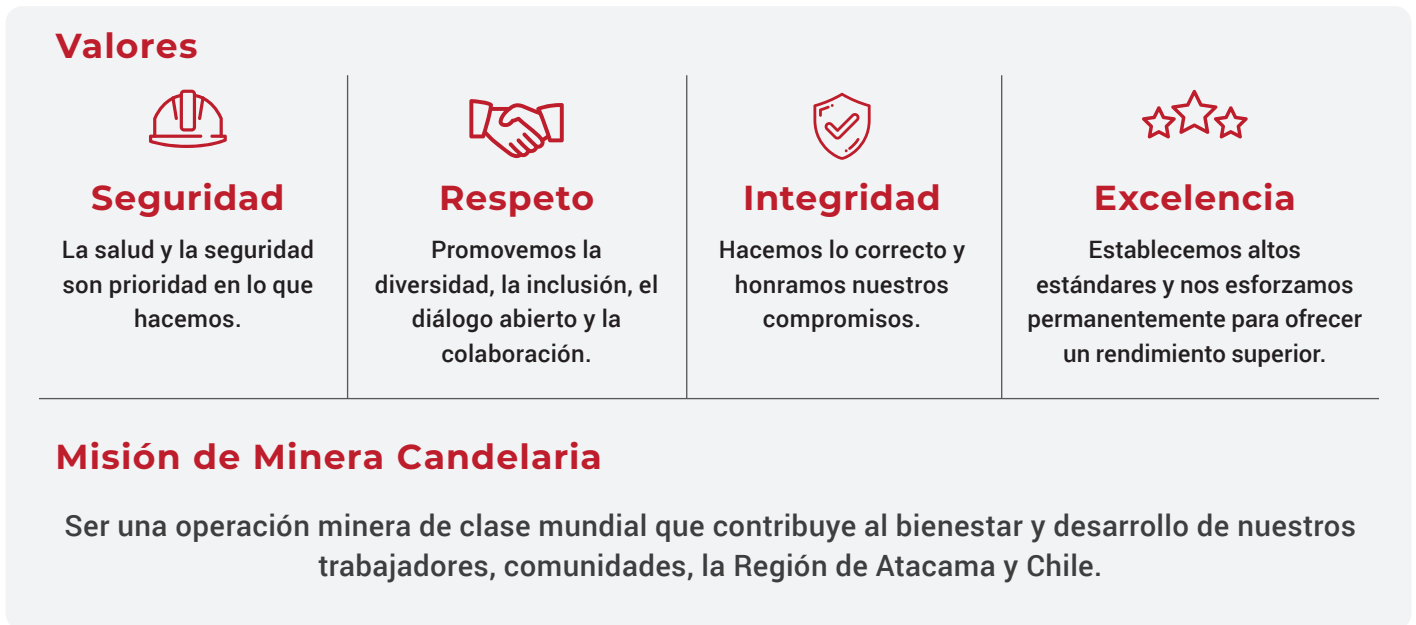 Valores
Seguridad
La salud y la seguridad
son prioridad en lo que
hacemos.
Respeto
Promovemos la
diversidad, la inclusión, el
diálogo abierto y la
colaboración.
Integridad
Hacemos lo correcto y
honramos nuestros
compromisos.
Excelencia
Establecemos altos
estándares y nos esforzamos
permanentemente para ofrecer
un rendimiento superior.
Misión de Minera Candelaria
Ser una operación minera de clase mundial que contribuye al bienestar y desarrollo de nuestros
trabajadores, comunidades, la Región de Atacama y Chile.